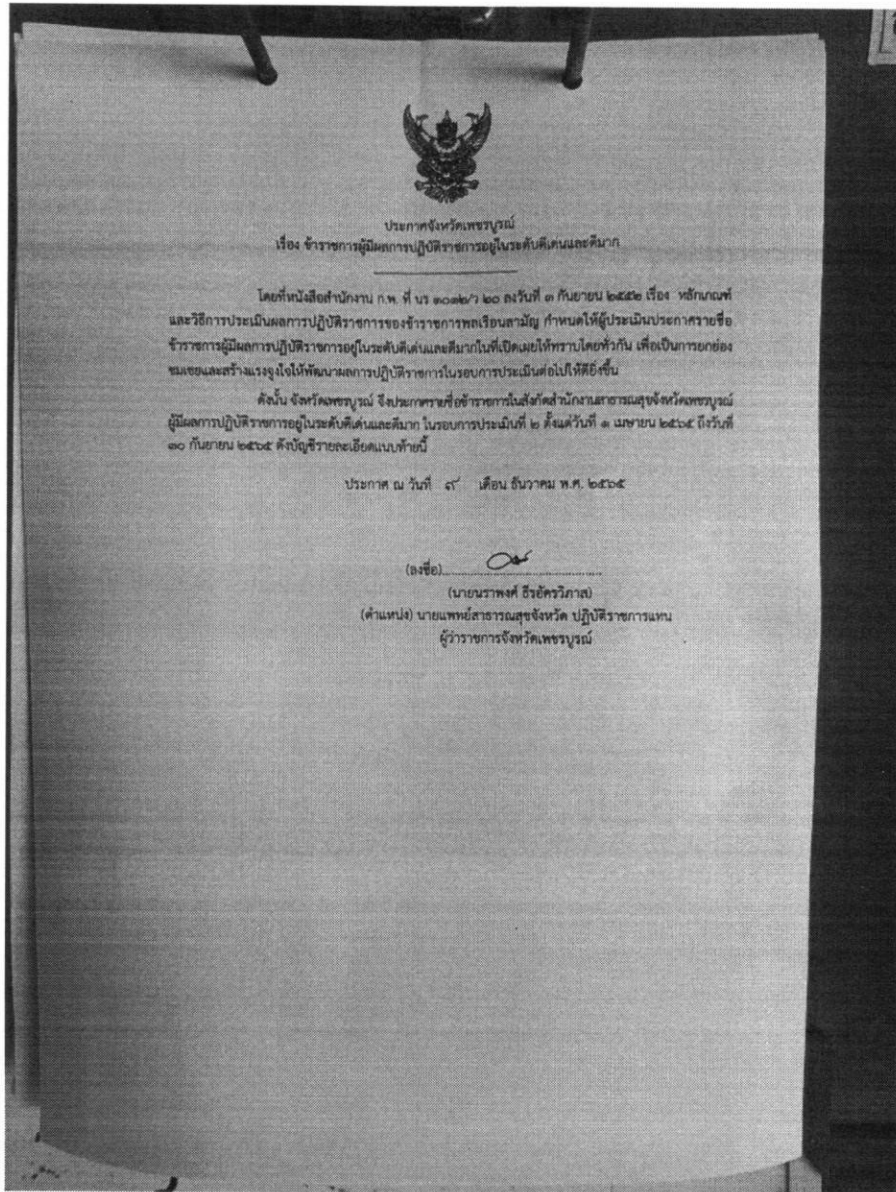 ประกาศจังหวัดเพชรบูรณ์
เรื่อง ข้าราชการผู้มีผลการปฏิบัติราชการอยู่ในระดับดีเด่นและดีมาก
โดยที่หนังสือสำนักงาน ก.พ. ที่ นร ๑๐๑๒/ว ๒๐ ลงวันที่ ๓ กันยายน ๒๕๕๒ เรื่อง หลักเกณฑ์
และวิธีการประเมินผลการปฏิบัติราชการของข้าราชการพลเรือนสามัญ กำหนดให้ผู้ประเมินประกาศรายชื่อ
ข้าราชการผู้มีผลการปฏิบัติราชการอยู่ในระดับดีเด่นและดีมากในที่เปิดเผยให้ทราบโดยทั่วกัน เพื่อเป็นการยกย่อง
ชมเชยและสร้างแรงจูงใจให้พัฒนาผลการปฏิบัติราชการในรอบการประเมินต่อไปให้ดียิ่งขึ้น
ดังนั้น จังหวัดเพชรบูรณ์ จึงประกาศรายชื่อข้าราชการในสังกัดสำนักงานสาธารณสุขจังหวัดเพชรบูรณ์
ผู้มีผลการปฏิบัติราชการอยู่ในระดับดีเด่นและดีมาก ในรอบการประเมินที่ ๒ ตั้งแต่วันที่ ๑ เมษายน ๒๕๖๕ ถึงวันที่
๓๐ กันยายน ๒๕๖๕ ดังบัญชีรายละเอียดแนบท้ายนี้
ประกาศ ณ วันที่ ๙ เดือน ธันวาคม พ.ศ. ๒๕๖๕
(ลงชื่อ)
(นายนราพงศ์ ธีรอัครวิภาส)
(ตำแหน่ง) นายแพทย์สาธารณสุขจังหวัด ปฏิบัติราชการแทน
ผู้ว่าราชการจังหวัดเพชรบูรณ์